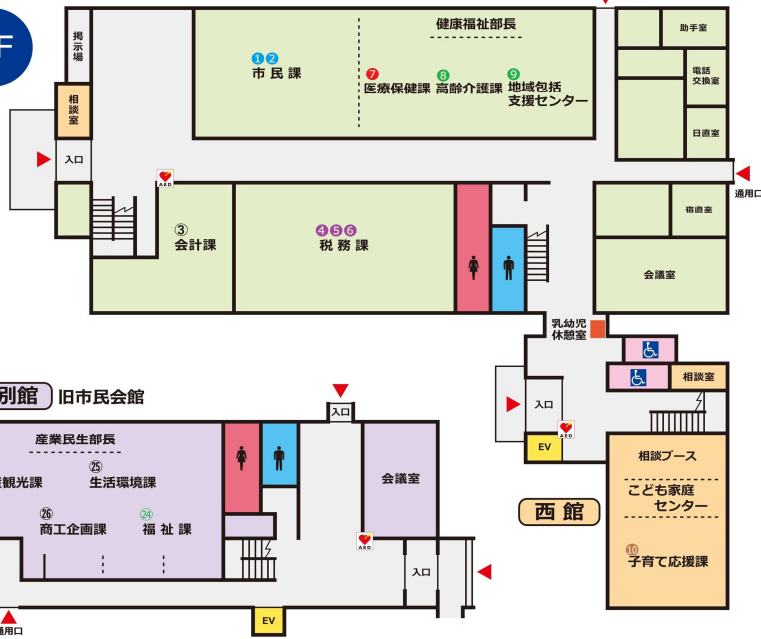 F
掲示場
相談室
入口
❶❷
市民課
健康福祉部長
❼
医療保健課
❽
高齢介護課
❾
地域包括
支援センター
助手室
電話
交換室
日直室
通用口
AED
③
会計課
❹❺❻
税務課
宿直室
会議室
乳幼児
休憩室
相談室
入口
AED
EV
相談ブース
こども家庭
センター
⑩
子育て応援課
西館
別館
旧市民会館
産業民生部長
観光課
㉕
生活環境課
㉖
商工企画課
㉔
福祉課
入口
会議室
AED
入口
EV
通用口